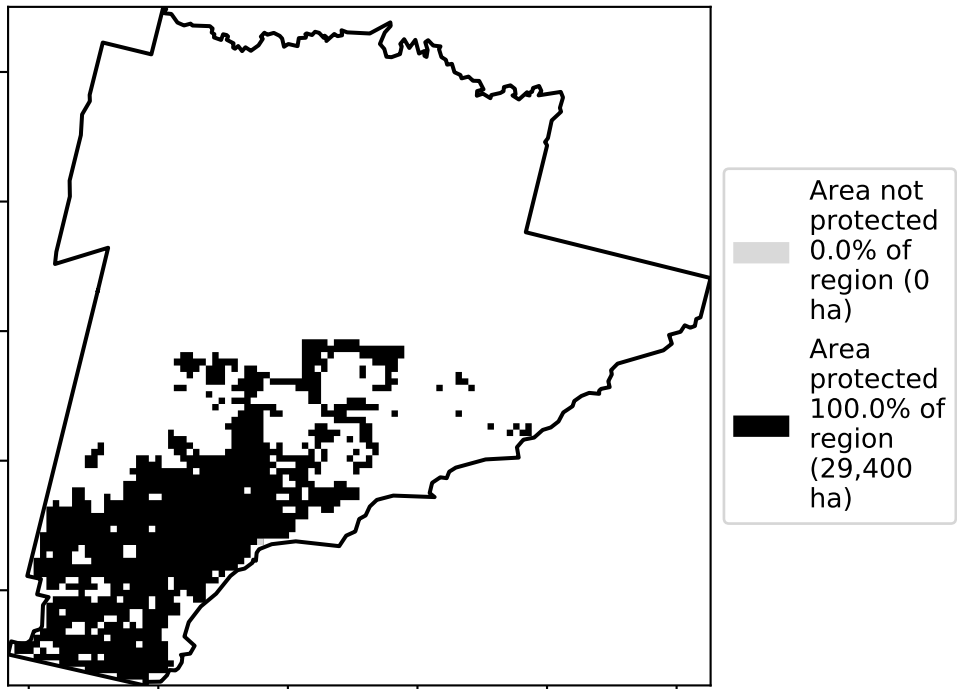 Area not
protected
0.0% of
region (0
ha)
Area
protected
100.0% of
region
(29,400
ha)